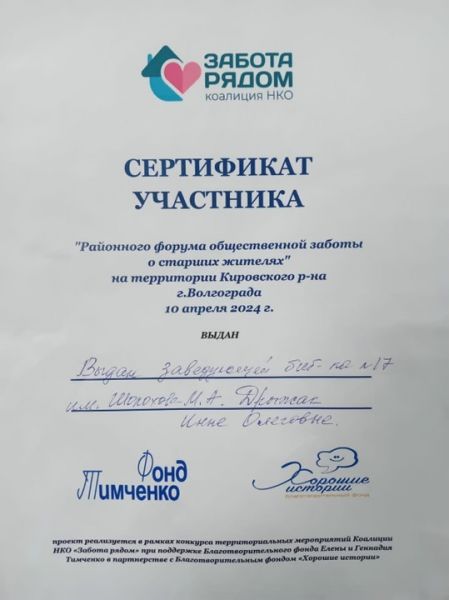 ЗАБОТА
РЯДОМ
КОАЛИЦИЯ НКО
СЕРТИФИКАТ
УЧАСТНИКА
"Районного форума общественной заботы
о старших жителях"
на территории Кировского р-на
г.Волгограда
10 апреля 2024 г.
ВЫДАН
Выдан заведующей биб-ка №17
им. Шолохова М.А. Дрыжак
Инне Олеговне.
Фонд
Тимченко
Хорошие
истории
благотворительный фонд
проект реализуется в рамках конкурса территориальных мероприятий Коалиции
НКО «Забота рядом» при поддержке Благотворительного фонда Елены и Геннадия
Тимченко в партнерстве с Благотворительным фондом «Хорошие истории»